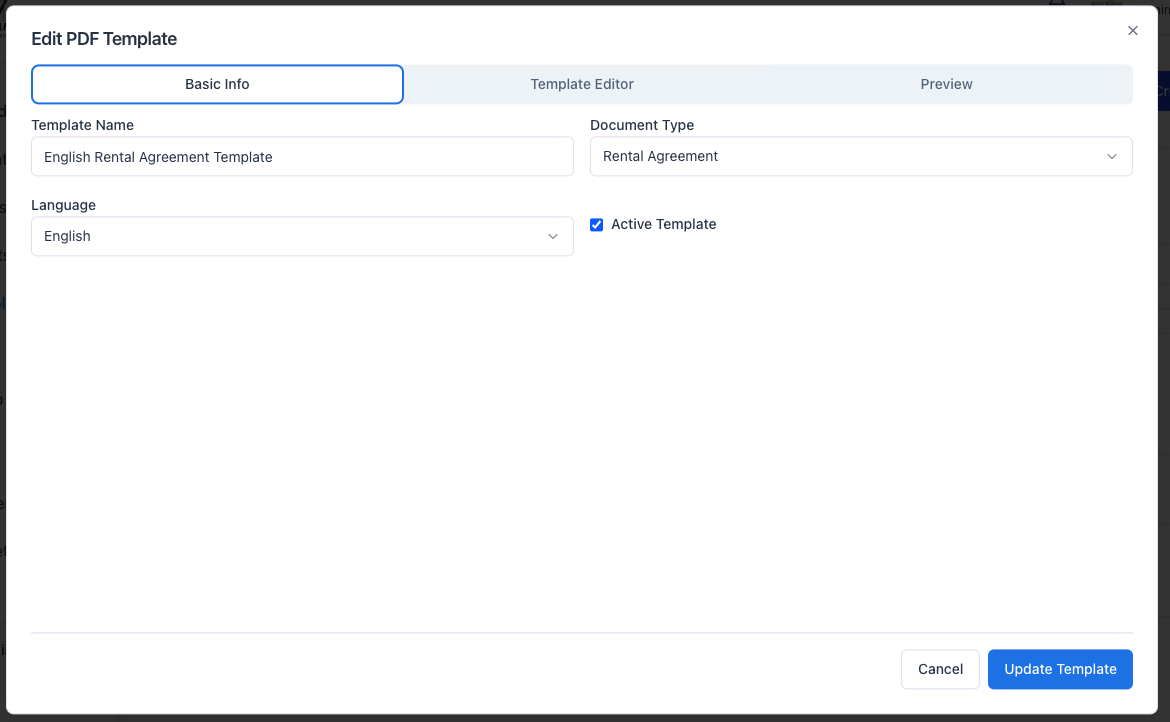 Edit PDF Template
Basic Info
Template Editor
Preview
Template Name
Document Type
English Rental Agreement Template
Rental Agreement
Language
English
Active Template
Cancel
Update Template